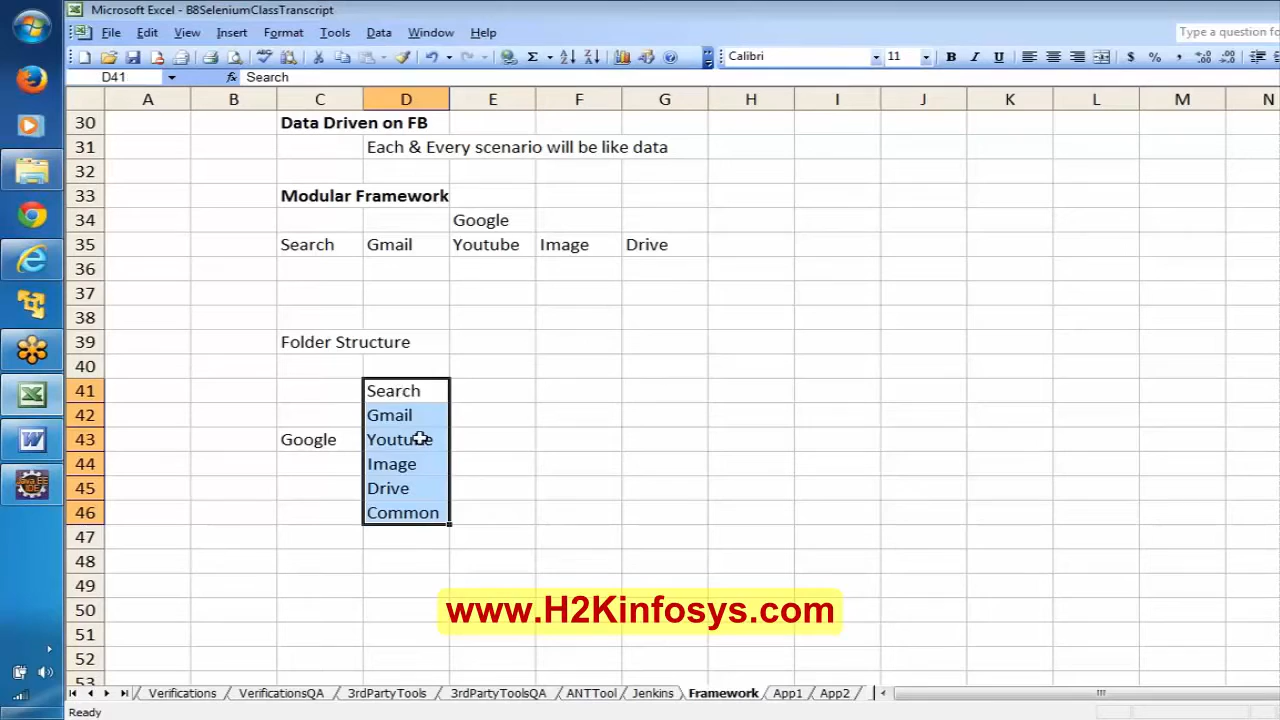 Microsoft Excel - B8SeleniumClassTranscript
File Edit View Insert Format Tools Data Window Help Type a question fo
Calibri 11 B I U $ %
D41 fx Search
A B C D E F G H I J K L M N
30 Data Driven on FB
31 Each & Every scenario will be like data
32
33 Modular Framework
34 Google
35 Search Gmail Youtube Image Drive
36
37
38
39 Folder Structure
40
41 Search
42 Gmail
43 Google Youtube
44 Image
45 Drive
46 Common
47
48
49
50
www.H2Kinfosys.com
51
52
53
Verifications VerificationsQA 3rdPartyTools 3rdPartyToolsQA ANTTool Jenkins Framework App1 App2
Ready